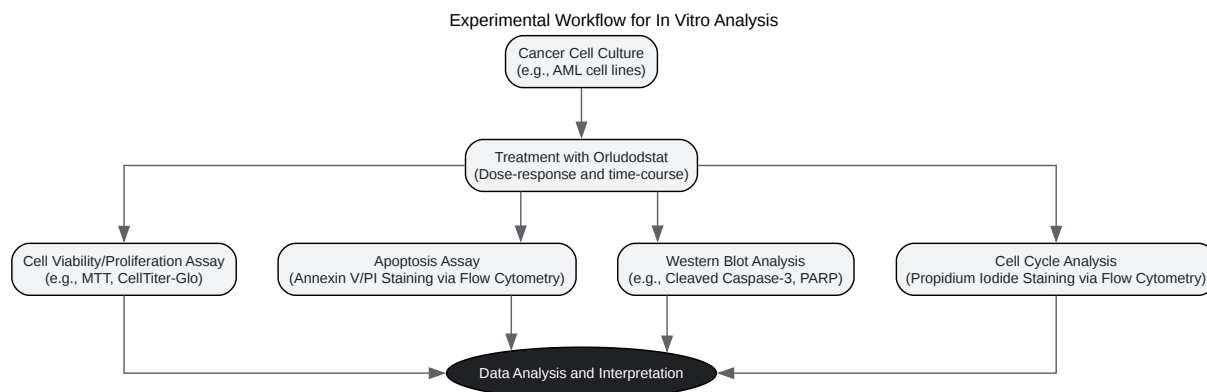 Experimental Workflow for In Vitro Analysis
Cancer Cell Culture
(e.g., AML cell lines)
Treatment with Orludodstat
(Dose-response and time-course)
Cell Viability/Proliferation Assay
(e.g., MTT, CellTiter-Glo)
Apoptosis Assay
(Annexin V/PI Staining via Flow Cytometry)
Western Blot Analysis
(e.g., Cleaved Caspase-3, PARP)
Cell Cycle Analysis
(Propidium Iodide Staining via Flow Cytometry)
Data Analysis and Interpretation